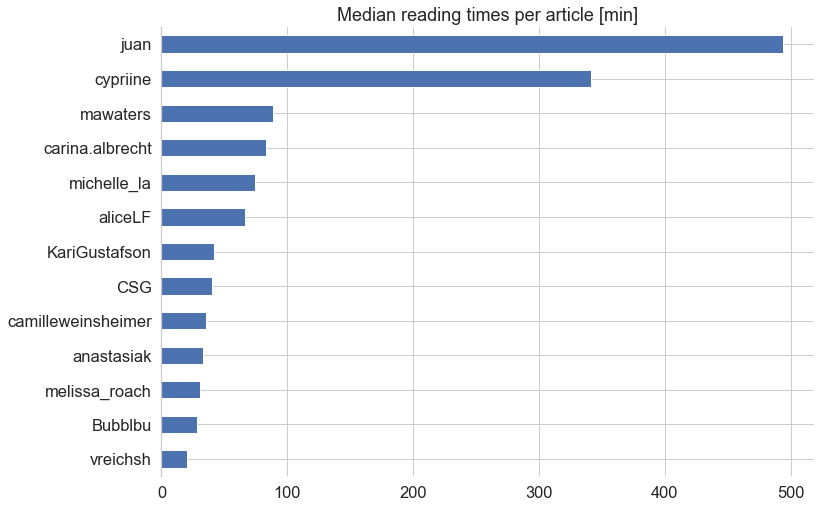 Median reading times per article [min]
juan
cypriine
mawaters
carina.albrecht
michelle_la
aliceLF
KariGustafson
CSG
camilleweinsheimer
anastasiak
melissa_roach
Bubblbu
vreichsh
0 100 200 300 400 500